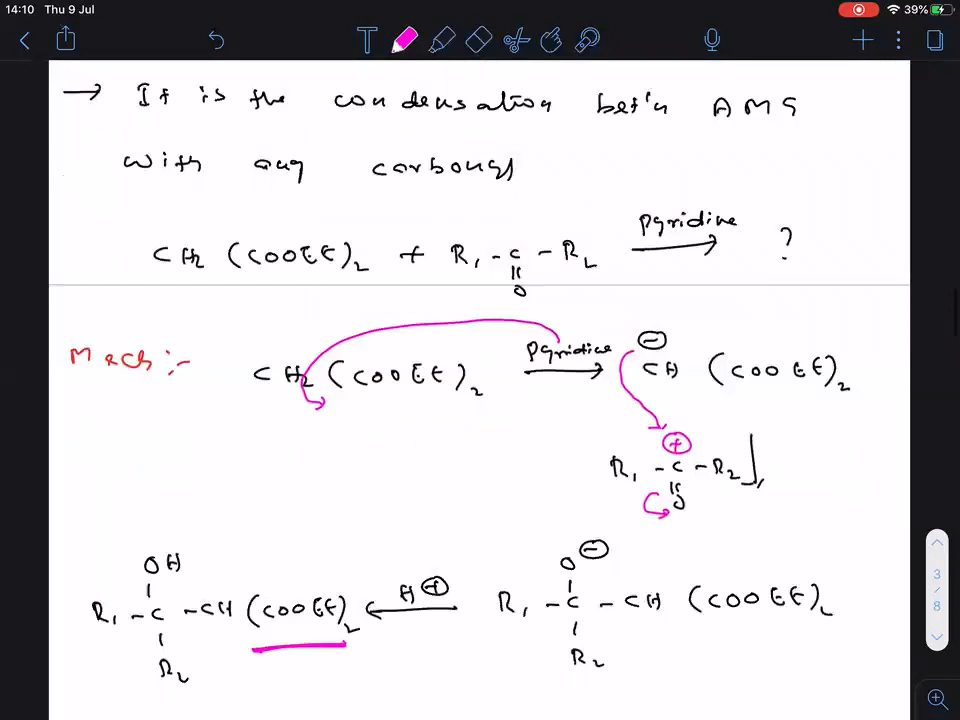 14:10 Thu 9 Jul 39%
→ It is the condensation bet'n AMG
with any carbonyl
CH2 (COOEt)2 + R1 - C - R2 pyridine → ?
||
O
Mech :- CH2 (COOEt)2 pyridine → ⊖ CH (COOEt)2
⊕
R1 - C - R2
||
O
OH O ⊖
R1 - C - CH (COOEt)2 ← H⊕ R1 - C - CH (COOEt)2
R2 R2
3 / 8